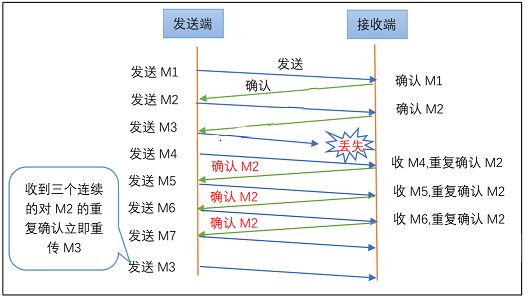 发送端
接收端
发送 M1
发送
确认 M1
确认
发送 M2
确认 M2
发送 M3
丢失
发送 M4
确认 M2
收 M4,重复确认 M2
发送 M5
收 M5,重复确认 M2
确认 M2
发送 M6
收 M6,重复确认 M2
确认 M2
发送 M7
发送 M3
收到三个连续
的对 M2 的重
复确认立即重
传 M3